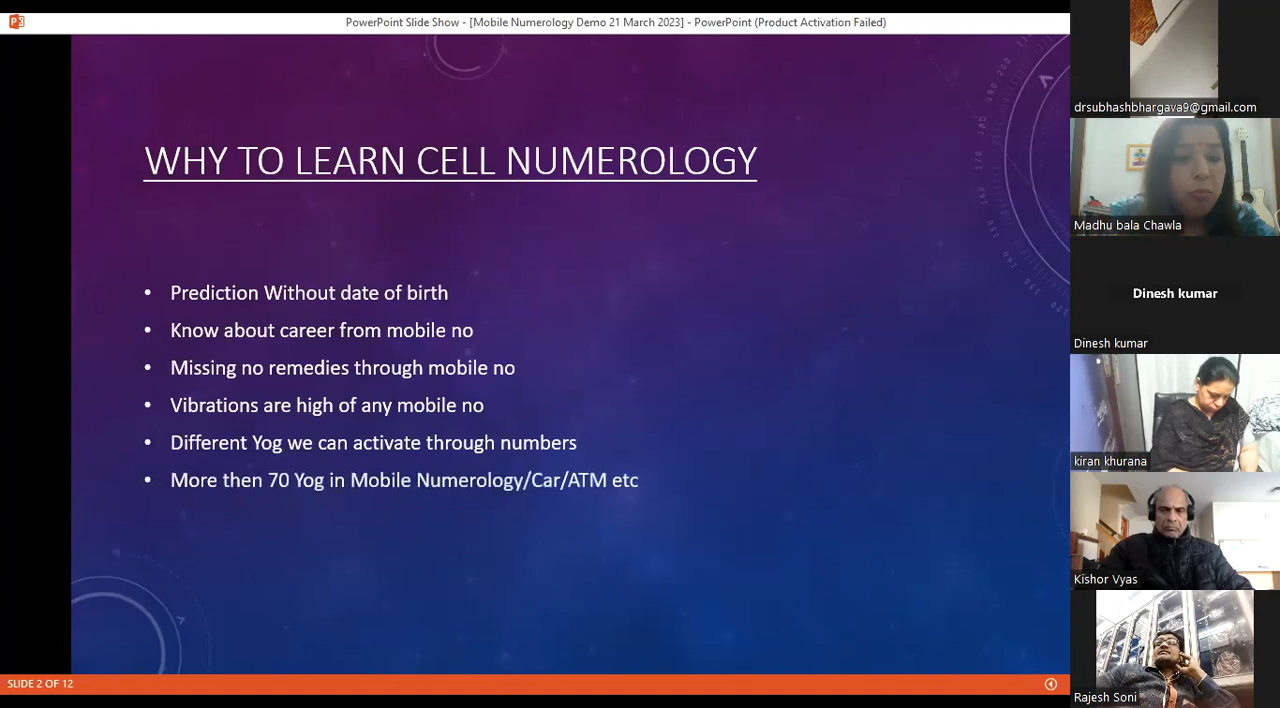 PowerPoint Slide Show - [Mobile Numerology Demo 21 March 2023] - PowerPoint (Product Activation Failed)
WHY TO LEARN CELL NUMEROLOGY
• Prediction Without date of birth
• Know about career from mobile no
• Missing no remedies through mobile no
• Vibrations are high of any mobile no
• Different Yog we can activate through numbers
• More then 70 Yog in Mobile Numerology/Car/ATM etc
SLIDE 2 OF 12
drsubhashbhargava9@gmail.com
Madhu bala Chawla
Dinesh kumar
Dinesh kumar
kiran khurana
Kishor Vyas
Rajesh Soni